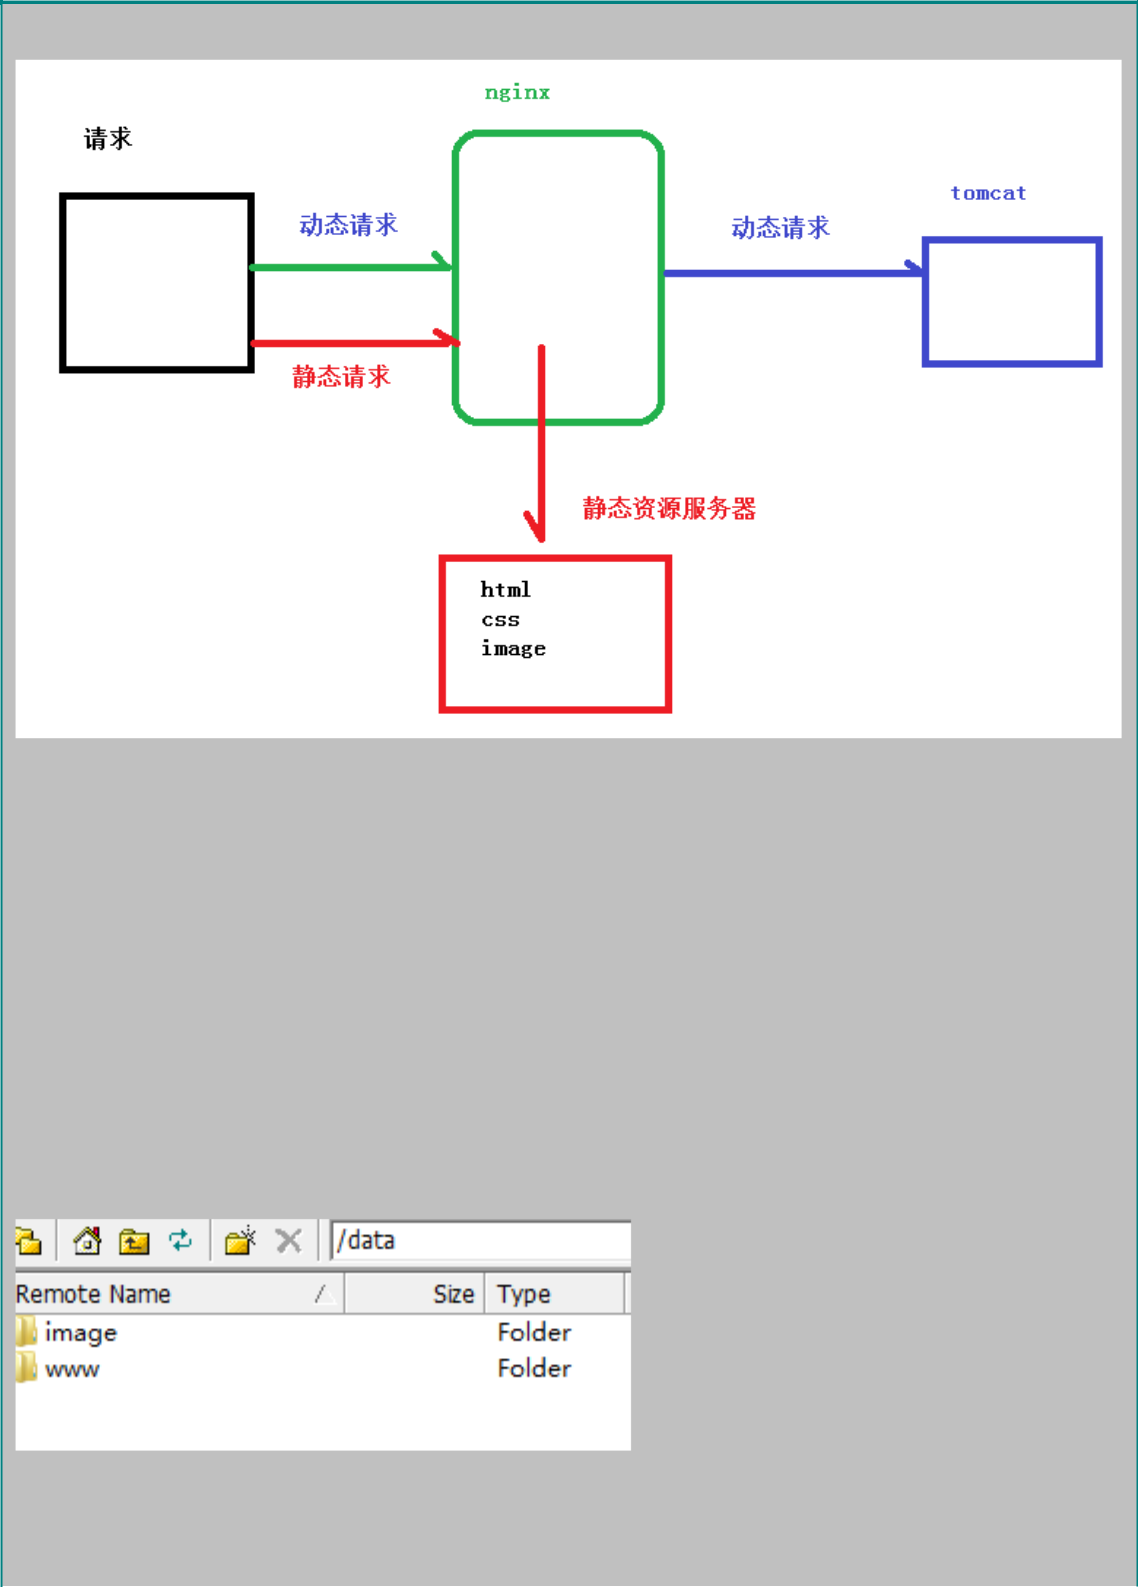 nginx
请求
tomcat
动态请求
动态请求
静态请求
静态资源服务器
html
css
image
/data
Remote Name Size Type
image Folder
www Folder